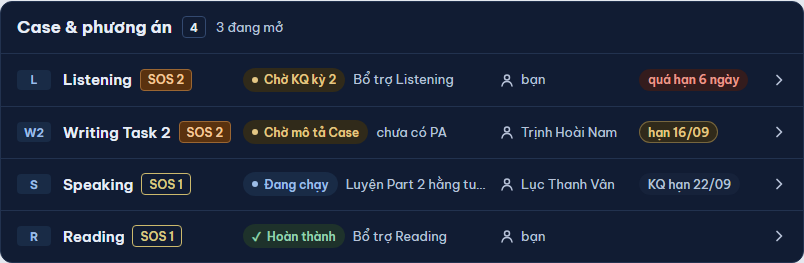 Case & phương án 4 3 đang mở
L Listening SOS 2 Chờ KQ kỳ 2 Bổ trợ Listening bạn quá hạn 6 ngày
W2 Writing Task 2 SOS 2 Chờ mô tả Case chưa có PA Trịnh Hoài Nam hạn 16/09
S Speaking SOS 1 Đang chạy Luyện Part 2 hằng tu... Lục Thanh Vân KQ hạn 22/09
R Reading SOS 1 ✓ Hoàn thành Bổ trợ Reading bạn